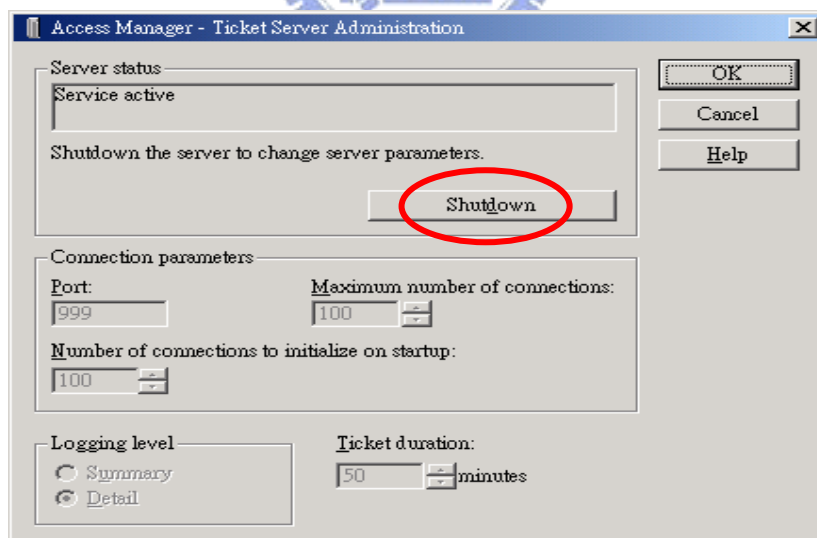 Access Manager - Ticket Server Administration
Server status
Service active
Shutdown the server to change server parameters.
Shutdown
OK
Cancel
Help
Connection parameters
Port:
999
Maximum number of connections:
100
Number of connections to initialize on startup:
100
Logging level
Summary
Detail
Ticket duration:
50 minutes